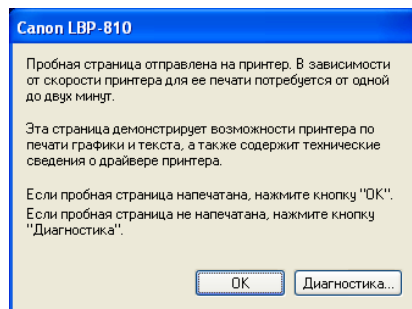 Canon LBP-810
Пробная страница отправлена на принтер. В зависимости
от скорости принтера для ее печати потребуется от одной
до двух минут.
Эта страница демонстрирует возможности принтера по
печати графики и текста, а также содержит технические
сведения о драйвере принтера.
Если пробная страница напечатана, нажмите кнопку "OK".
Если пробная страница не напечатана, нажмите кнопку
"Диагностика".
OK
Диагностика...